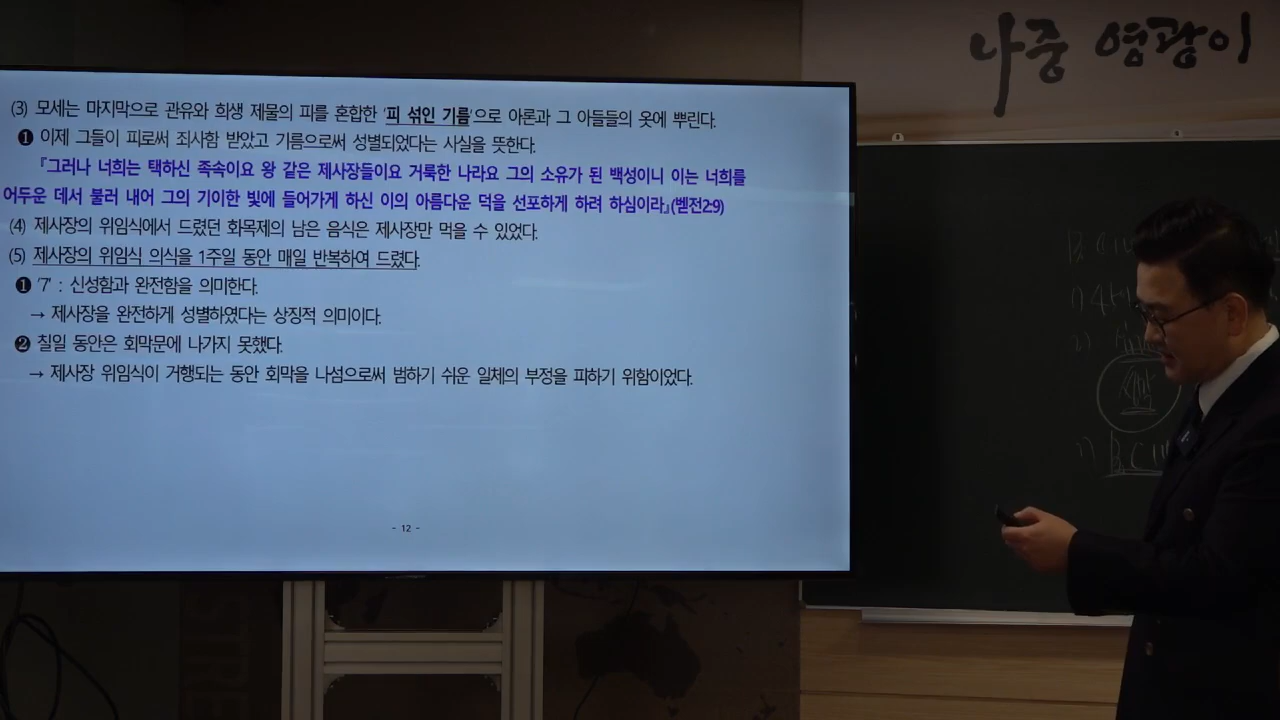 나중 영광이
(3) 모세는 마지막으로 관유와 희생 제물의 피를 혼합한 '피 섞인 기름'으로 아론과 그 아들들의 옷에 뿌린다.
❶ 이제 그들이 피로써 죄사함 받았고 기름으로써 성별되었다는 사실을 뜻한다.
『그러나 너희는 택하신 족속이요 왕 같은 제사장들이요 거룩한 나라요 그의 소유가 된 백성이니 이는 너희를
어두운 데서 불러 내어 그의 기이한 빛에 들어가게 하신 이의 아름다운 덕을 선포하게 하려 하심이라』(벧전2:9)
(4) 제사장의 위임식에서 드렸던 화목제의 남은 음식은 제사장만 먹을 수 있었다.
(5) 제사장의 위임식 의식을 1주일 동안 매일 반복하여 드렸다.
❶ '7' : 신성함과 완전함을 의미한다.
→ 제사장을 완전하게 성별하였다는 상징적 의미이다.
❷ 칠일 동안은 회막문에 나가지 못했다.
→ 제사장 위임식이 거행되는 동안 회막을 나섬으로써 범하기 쉬운 일체의 부정을 피하기 위함이었다.
- 12 -